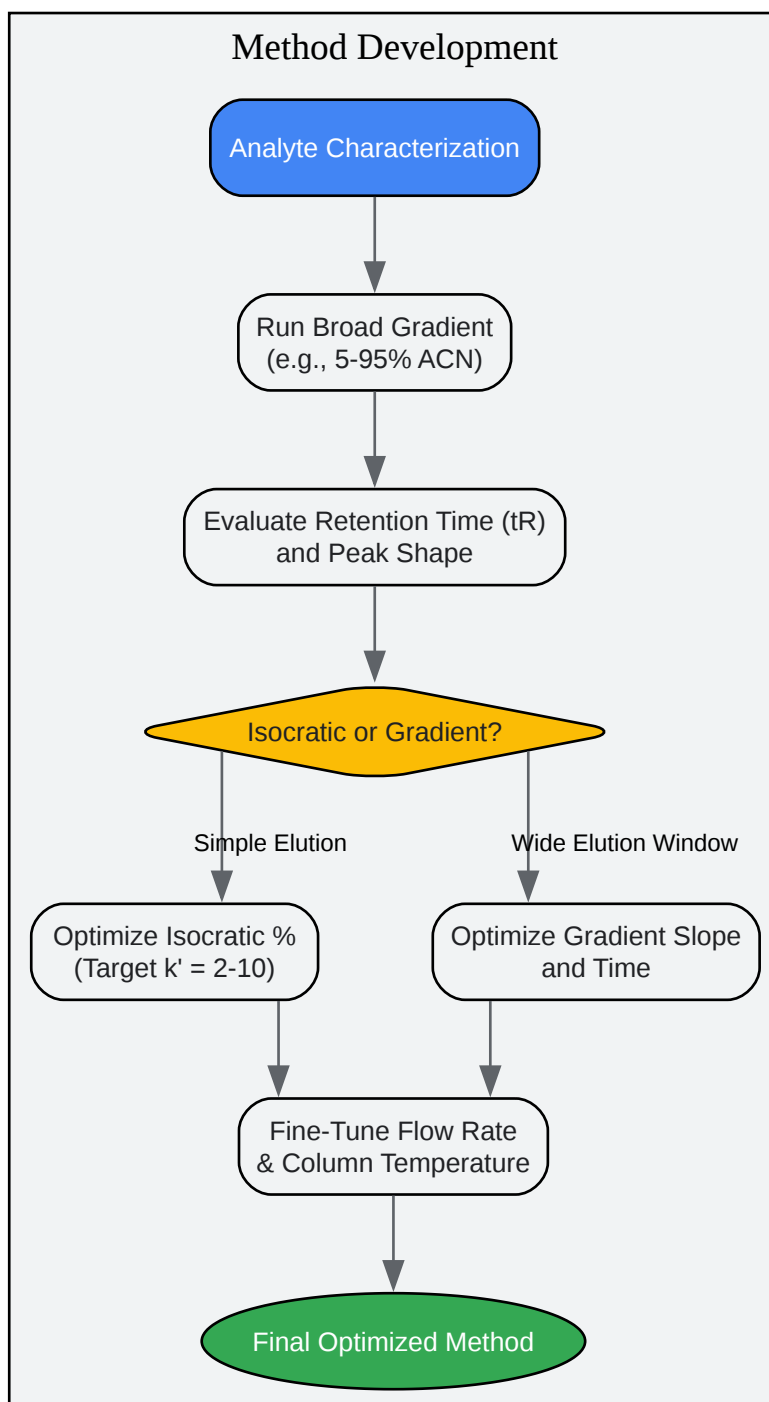 Method Development
Analyte Characterization
Run Broad Gradient
(e.g., 5-95% ACN)
Evaluate Retention Time (tR)
and Peak Shape
Isocratic or Gradient?
Simple Elution
Wide Elution Window
Optimize Isocratic %
(Target k' = 2-10)
Optimize Gradient Slope
and Time
Fine-Tune Flow Rate
& Column Temperature
Final Optimized Method